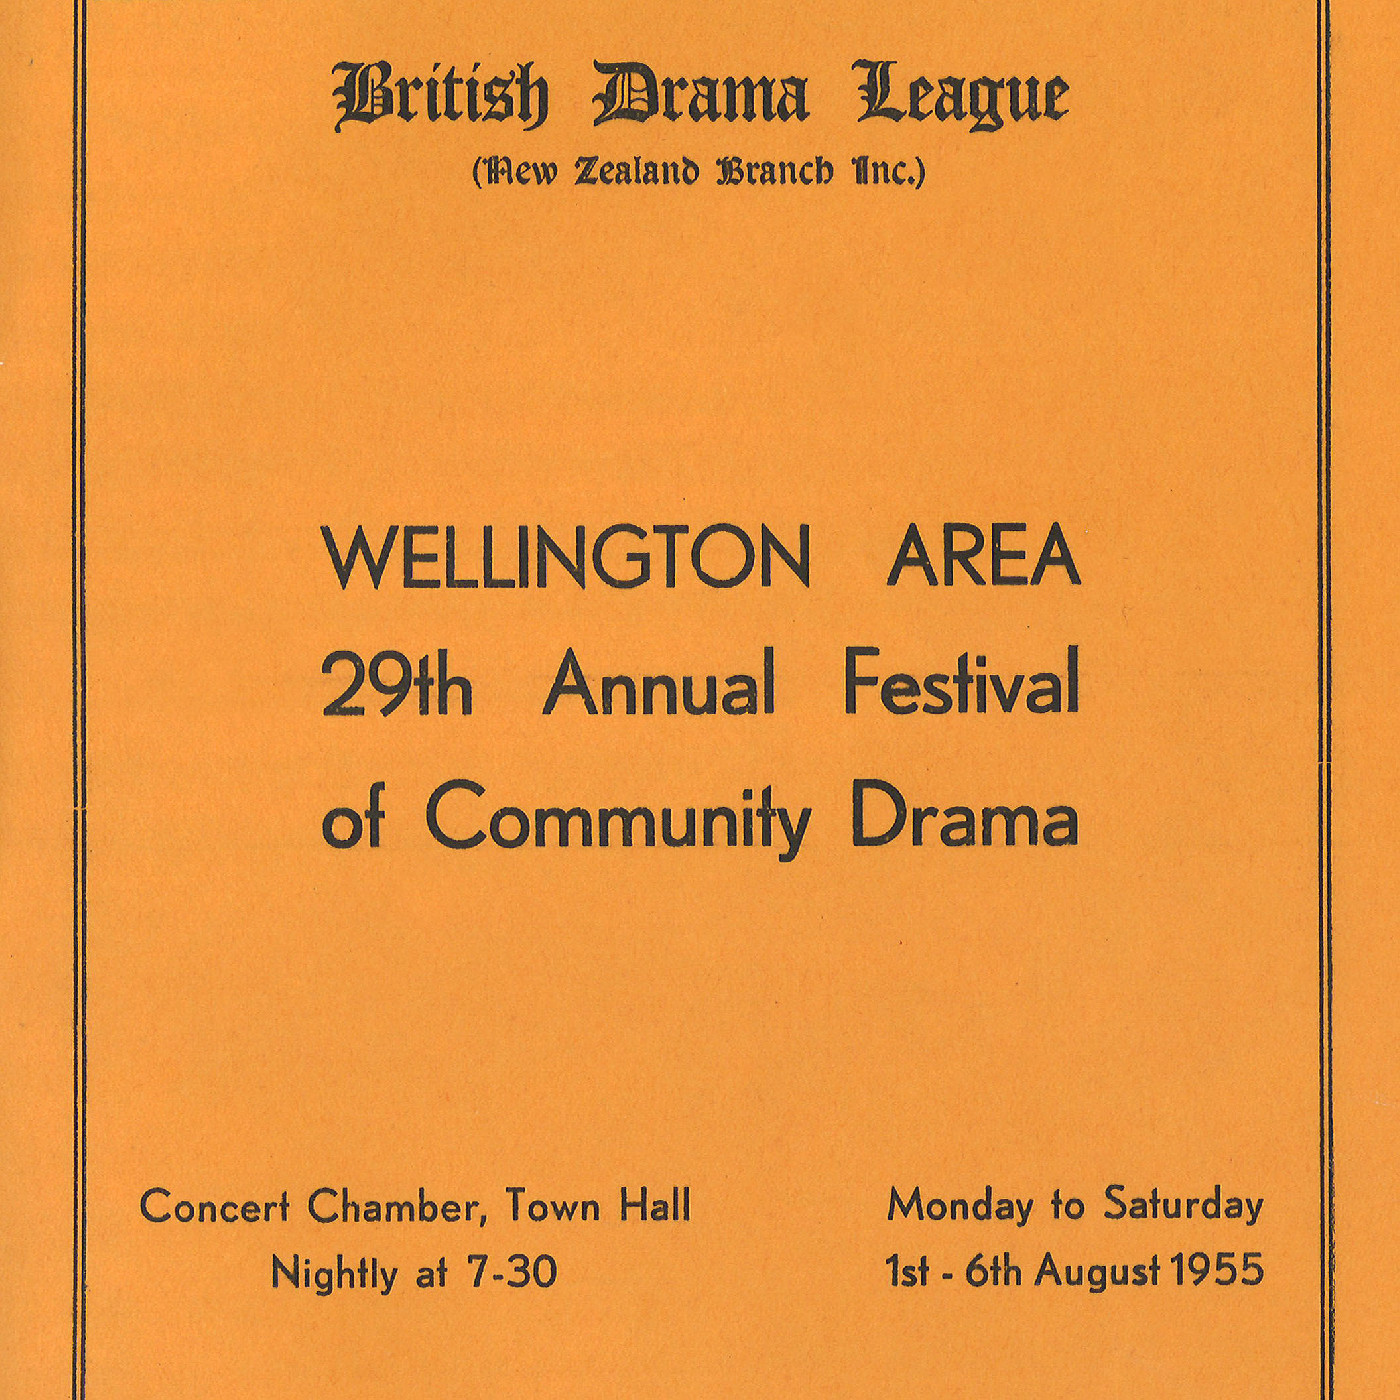 British Drama League
(New Zealand Branch Inc.)
WELLINGTON AREA
29th Annual Festival
of Community Drama
Concert Chamber, Town Hall
Nightly at 7-30
Monday to Saturday
1st - 6th August 1955